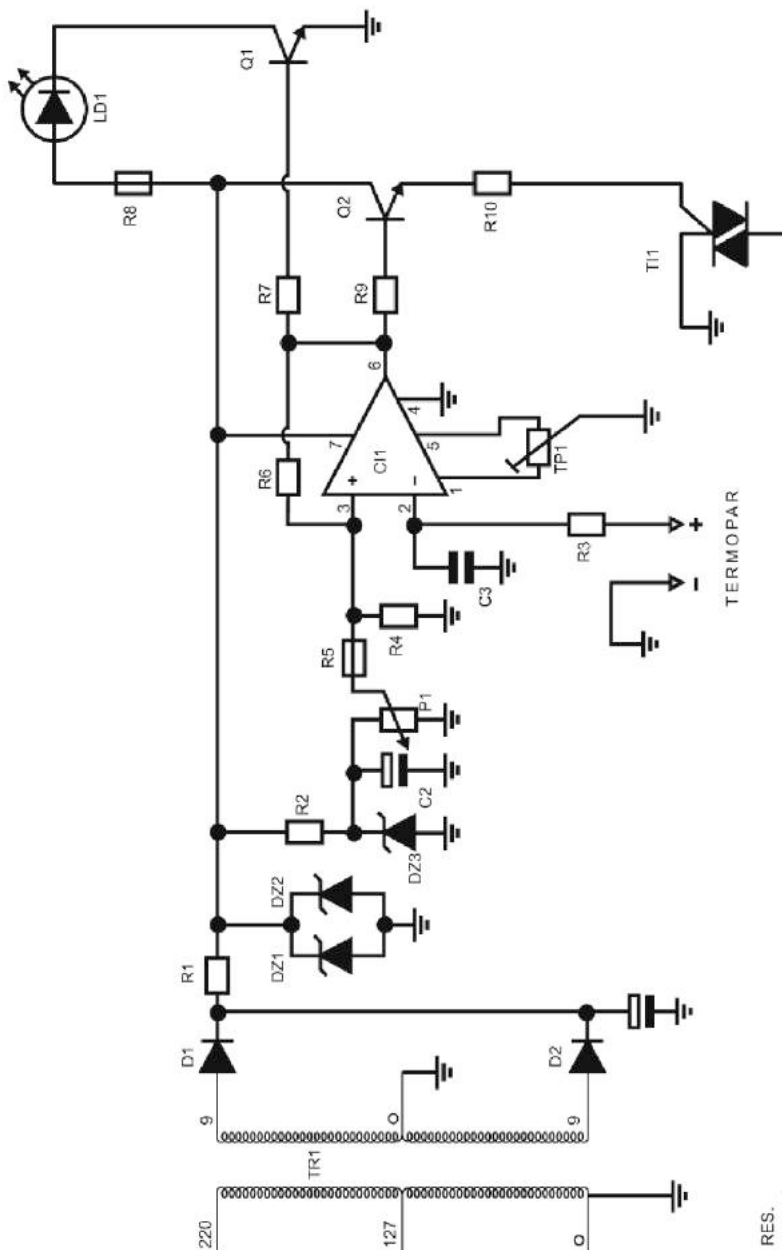 220
127
O
RES.
TR1
9
O
9
D1
D2
R1
DZ1
DZ2
R2
DZ3
C2
P1
R5
R4
R6
3
+
2
−
C3
CI1
7
6
5
4
1
TP1
R3
+
-
TERMOPAR
R7
R9
R8
LD1
Q1
Q2
R10
TI1